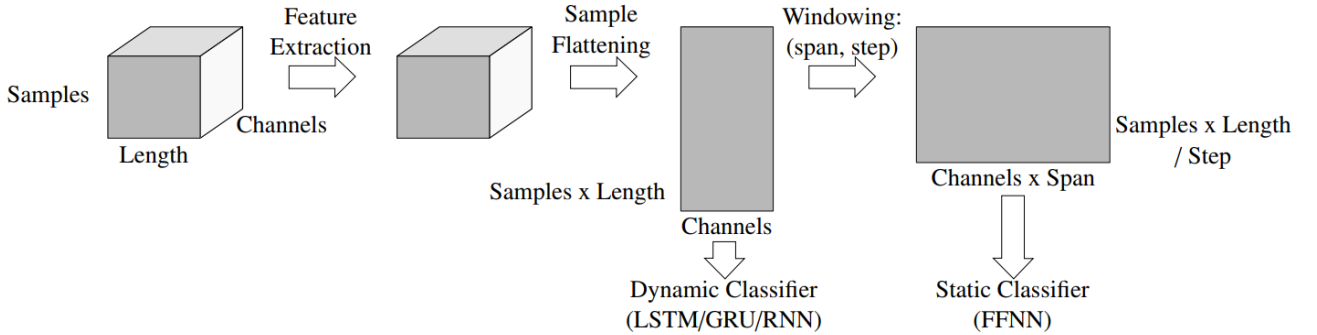 Feature
Extraction
Sample
Flattening
Windowing:
(span, step)
Samples
Channels
Length
Samples x Length
Channels
Samples x Length
/ Step
Channels x Span
Dynamic Classifier
(LSTM/GRU/RNN)
Static Classifier
(FFNN)